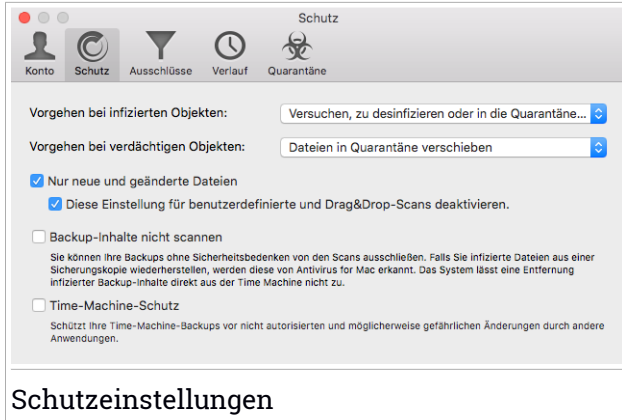 Schutz
Konto Schutz Ausschlüsse Verlauf Quarantäne
Vorgehen bei infizierten Objekten: Versuchen, zu desinfizieren oder in die Quarantäne...
Vorgehen bei verdächtigen Objekten: Dateien in Quarantäne verschieben
Nur neue und geänderte Dateien
Diese Einstellung für benutzerdefinierte und Drag&Drop-Scans deaktivieren.
Backup-Inhalte nicht scannen
Sie können Ihre Backups ohne Sicherheitsbedenken von den Scans ausschließen. Falls Sie infizierte Dateien aus einer
Sicherungskopie wiederherstellen, werden diese von Antivirus for Mac erkannt. Das System lässt eine Entfernung
infizierter Backup-Inhalte direkt aus der Time Machine nicht zu.
Time-Machine-Schutz
Schützt Ihre Time-Machine-Backups vor nicht autorisierten und möglicherweise gefährlichen Änderungen durch andere
Anwendungen.
Schutzeinstellungen